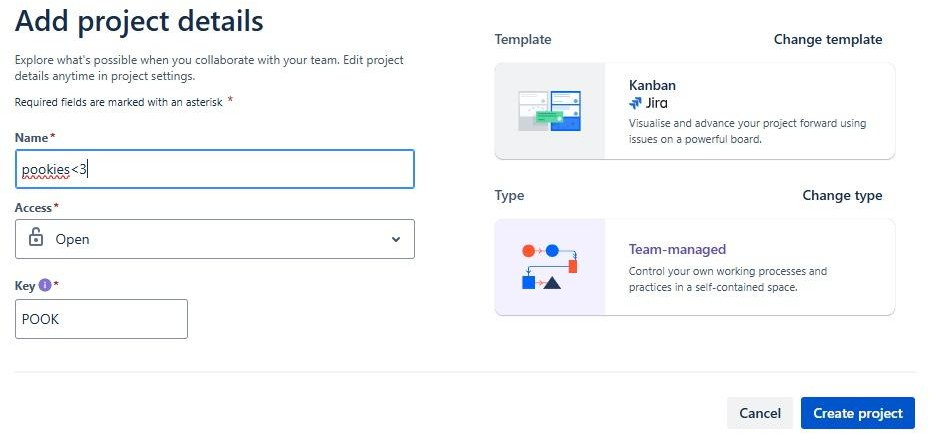 Add project details
Explore what's possible when you collaborate with your team. Edit project
details anytime in project settings.
Required fields are marked with an asterisk *
Name*
pookies<3
Access*
Open
Key i *
POOK
Template
Change template
Kanban
Jira
Visualise and advance your project forward using
issues on a powerful board.
Type
Change type
Team-managed
Control your own working processes and
practices in a self-contained space.
Cancel
Create project